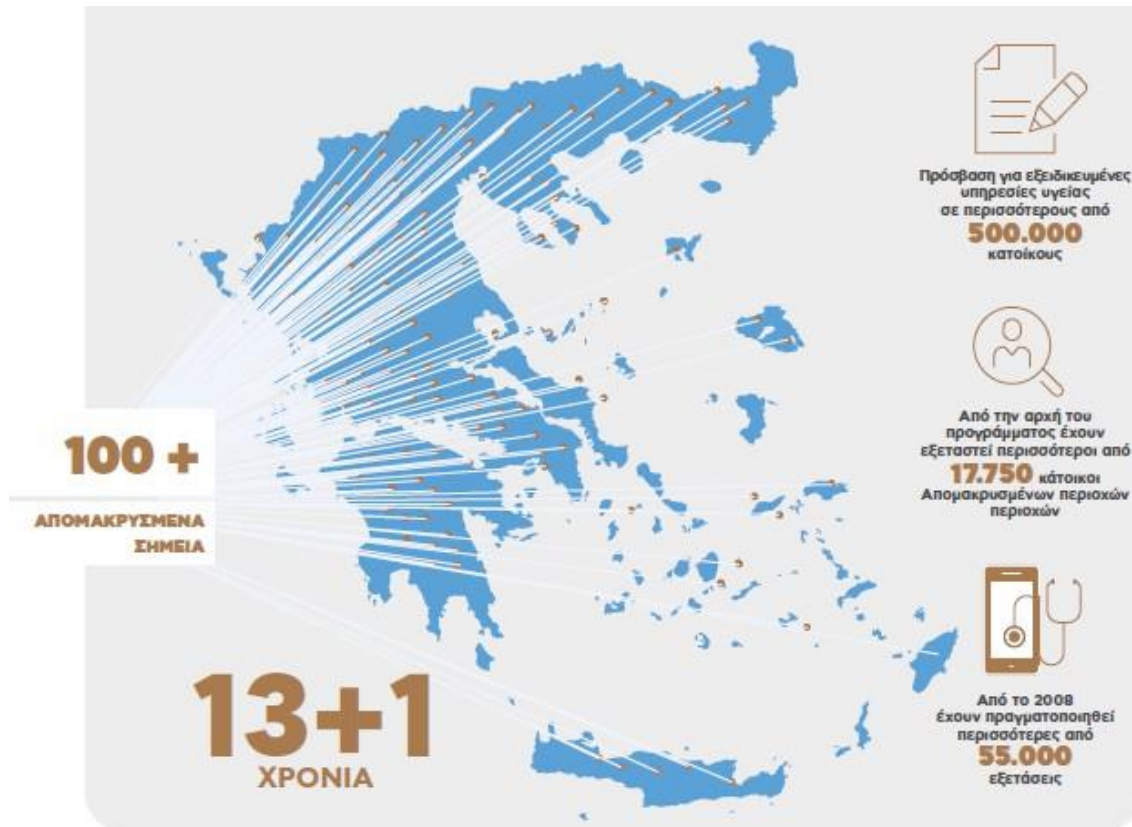 Πρόσβαση για εξειδικευμένες
υπηρεσίες υγείας
σε περισσότερους από
500.000
κατοίκους
Από την αρχή του
προγράμματος έχουν
εξεταστεί περισσότεροι από
17.750 κάτοικοι
Απομακρυσμένων περιοχών
περιοχών
100 +
ΑΠΟΜΑΚΡΥΣΜΕΝΑ
ΣΗΜΕΙΑ
13+1
ΧΡΟΝΙΑ
Από το 2008
έχουν πραγματοποιηθεί
περισσότερες από
55.000
εξετάσεις